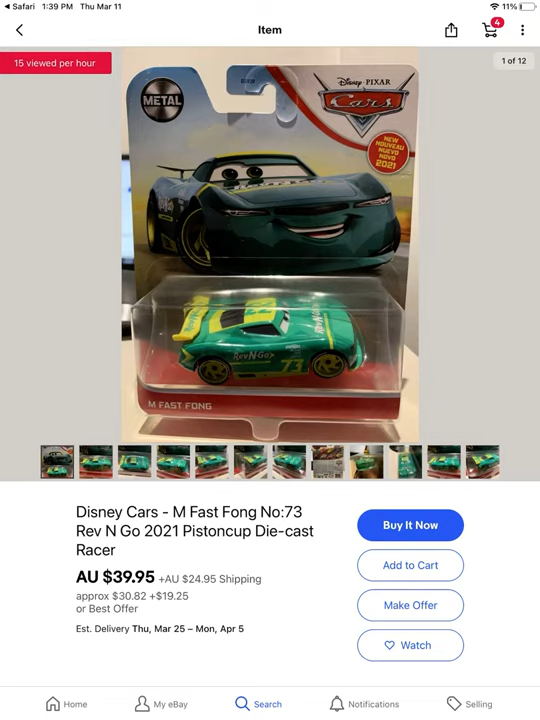 Safari 1:39 PM Thu Mar 11 11%
Item
4
15 viewed per hour
1 of 12
METAL
Disney·PIXAR
Cars
NEW
NOUVEAU
NUEVO
NOVO
2021
RevNGo
RevNGo
73
M FAST FONG
Disney Cars - M Fast Fong No:73
Rev N Go 2021 Pistoncup Die-cast
Racer
AU $39.95 +AU $24.95 Shipping
approx $30.82 +$19.25
or Best Offer
Est. Delivery Thu, Mar 25 – Mon, Apr 5
Buy It Now
Add to Cart
Make Offer
Watch
Home
My eBay
Search
Notifications
Selling